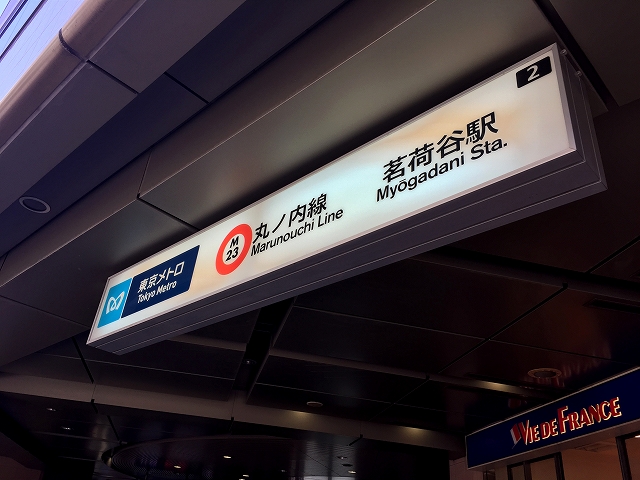 2
東京メトロ
Tokyo Metro
M
23
丸ノ内線
Marunouchi Line
茗荷谷駅
Myōgadani Sta.
VIE DE FRANCE